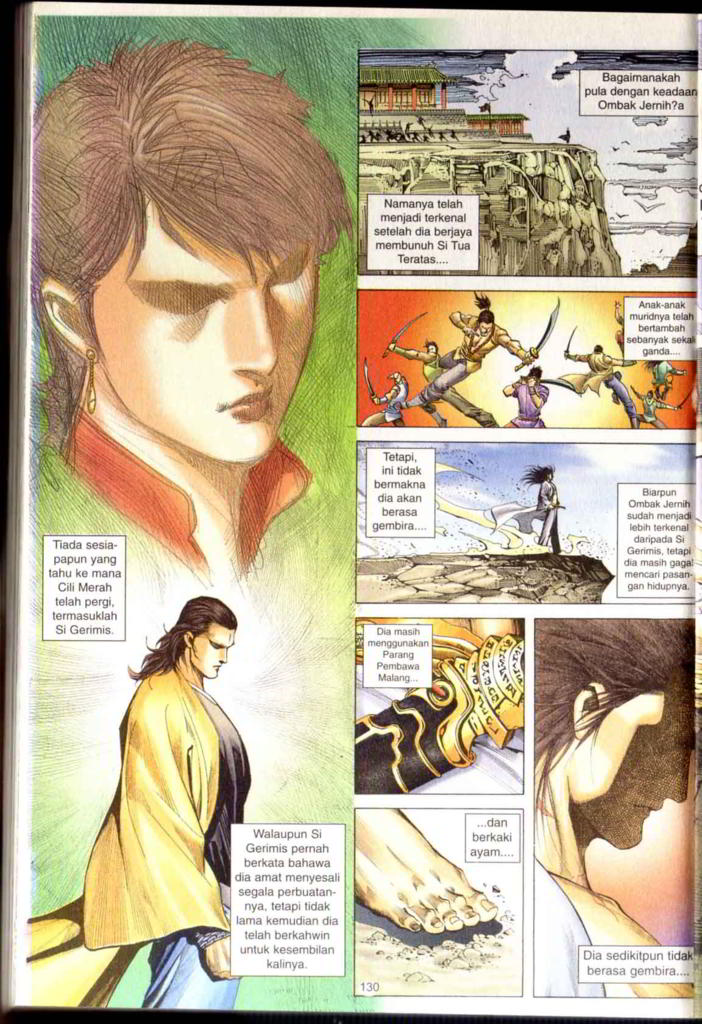 Tiada sesia-
papun yang
tahu ke mana
Cili Merah
telah pergi,
termasuklah
Si Gerimis.
Walaupun Si
Gerimis pernah
berkata bahawa
dia amat menyesali
segala perbuatan-
nya, tetapi tidak
lama kemudian dia
telah berkahwin
untuk kesembilan
kalinya.
Bagaimanakah
pula dengan keadaan
Ombak Jernih?a
Namanya telah
menjadi terkenal
setelah dia berjaya
membunuh Si Tua
Teratas....
Anak-anak
muridnya telah
bertambah
sebanyak sekali
ganda....
Tetapi,
ini tidak
bermakna
dia akan
berasa
gembira....
Biarpun
Ombak Jernih
sudah menjadi
lebih terkenal
daripada Si
Gerimis, tetapi
dia masih gagal
mencari pasan-
gan hidupnya.
Dia masih
menggunakan
Parang
Pembawa
Malang...
...dan
berkaki
ayam....
Dia sedikitpun tidak
berasa gembira....
130